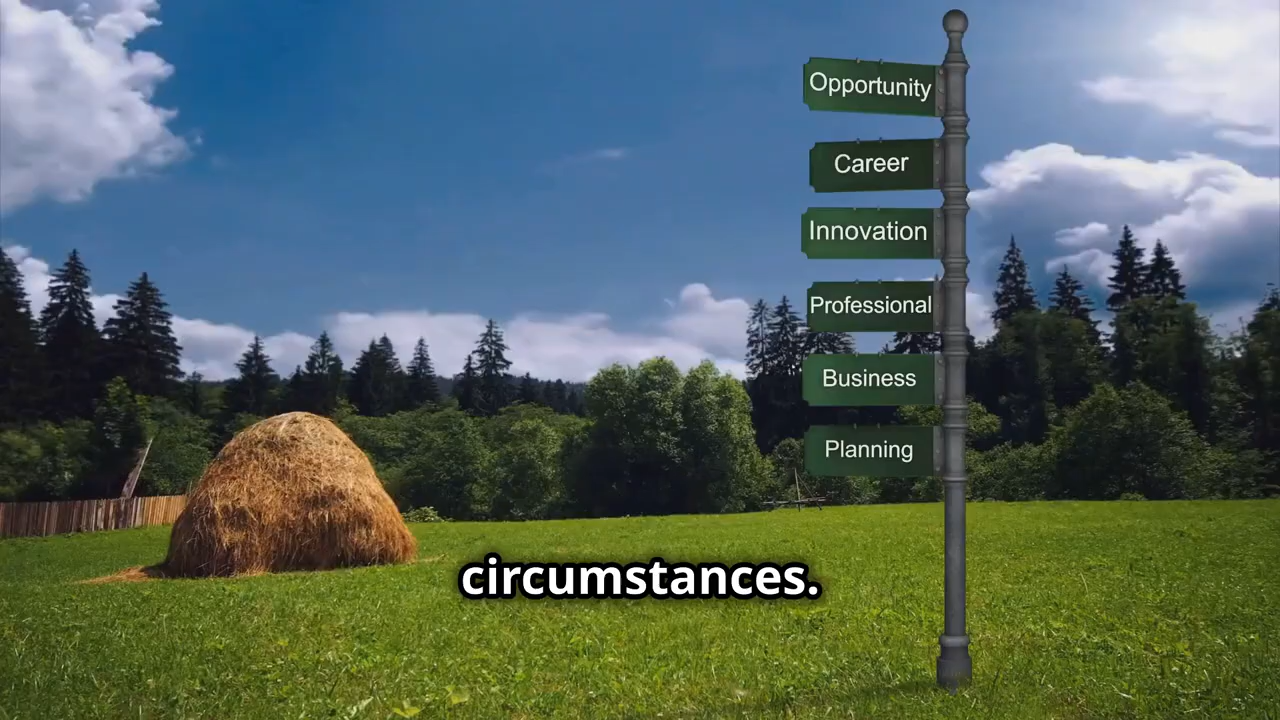 Opportunity
Career
Innovation
Professional
Business
Planning
circumstances.